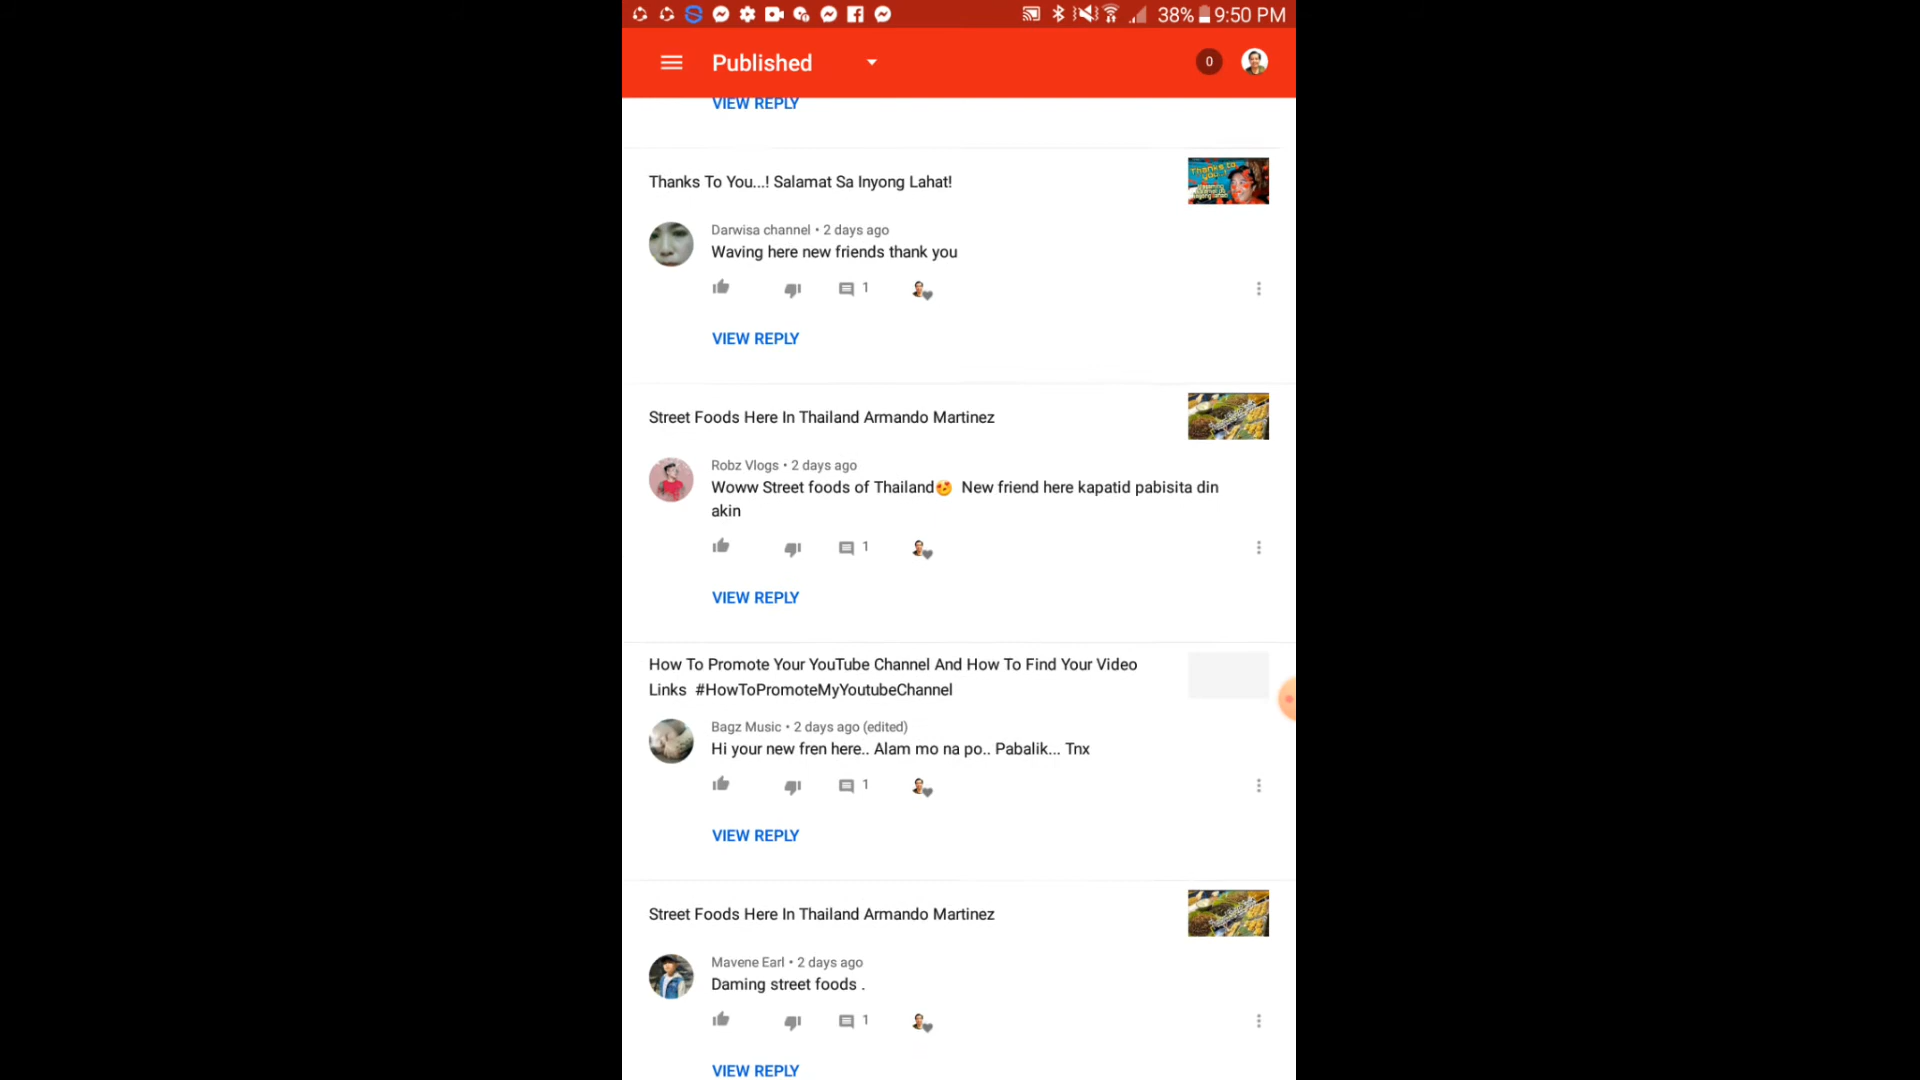 38% 9:50 PM
Published
0
VIEW REPLY
Thanks To You...! Salamat Sa Inyong Lahat!
Thanks to you..!
Darwisa channel • 2 days ago
Waving here new friends thank you
1
VIEW REPLY
Street Foods Here In Thailand Armando Martinez
Robz Vlogs • 2 days ago
Woww Street foods of Thailand😍 New friend here kapatid pabisita din
akin
1
VIEW REPLY
How To Promote Your YouTube Channel And How To Find Your Video
Links #HowToPromoteMyYoutubeChannel
Bagz Music • 2 days ago (edited)
Hi your new fren here.. Alam mo na po.. Pabalik... Tnx
1
VIEW REPLY
Street Foods Here In Thailand Armando Martinez
Mavene Earl • 2 days ago
Daming street foods .
1
VIEW REPLY